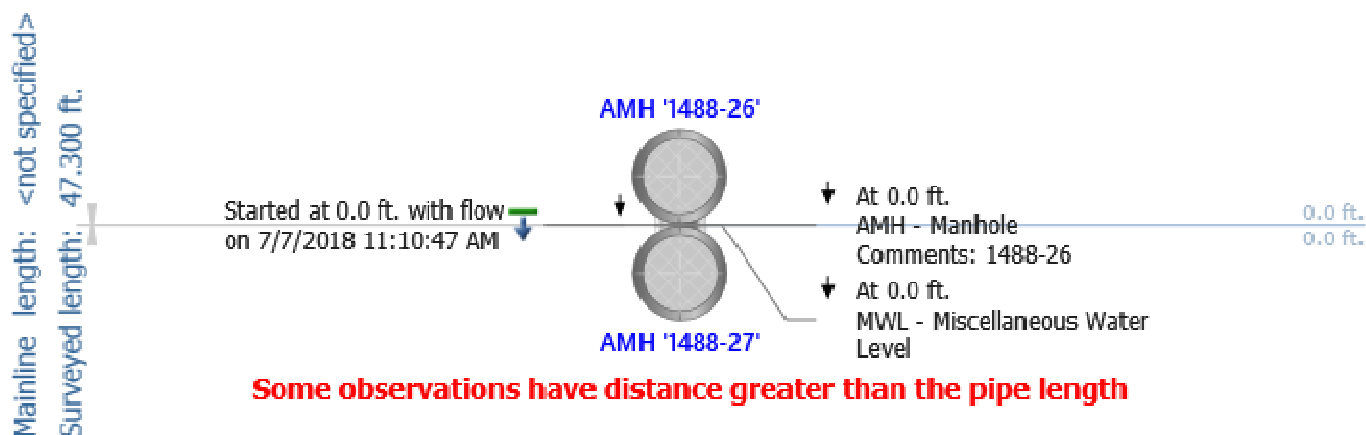 Mainline length: <not specified>
Surveyed length: 47.300 ft.
AMH '1488-26'
Started at 0.0 ft. with flow
on 7/7/2018 11:10:47 AM
At 0.0 ft.
AMH - Manhole
Comments: 1488-26
0.0 ft.
0.0 ft.
At 0.0 ft.
MWL - Miscellaneous Water
Level
AMH '1488-27'
Some observations have distance greater than the pipe length